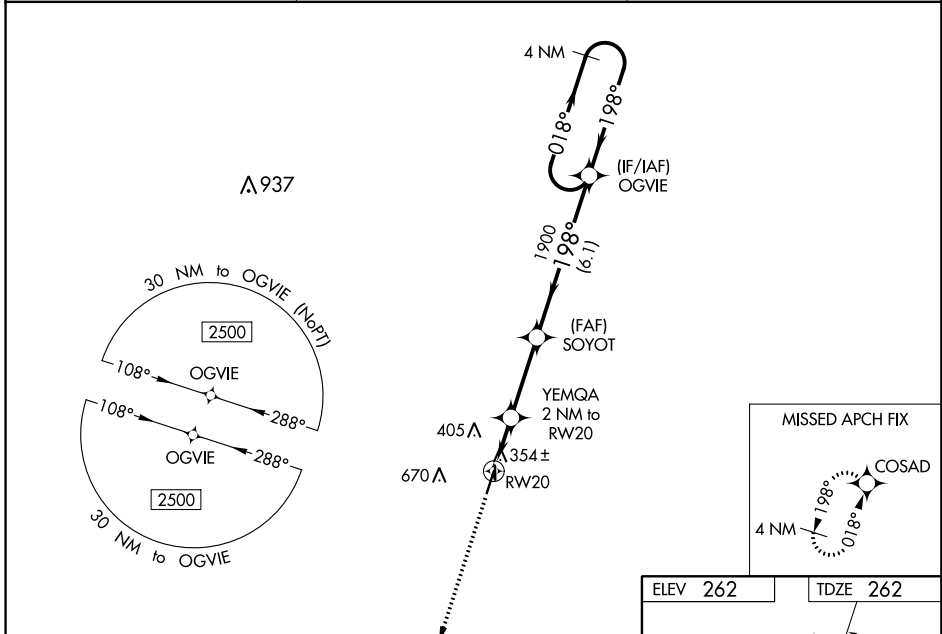 4 NM
018°
198°
(IF/IAF)
OGVIE
937
1900
198°
(6.1)
30 NM to OGVIE (NoPT)
2500
108°
OGVIE
288°
108°
OGVIE
288°
2500
30 NM to OGVIE
(FAF)
SOYOT
YEMQA
2 NM to
RW20
405
354 ±
670
RW20
MISSED APCH FIX
COSAD
198°
4 NM
018°
ELEV 262
TDZE 262